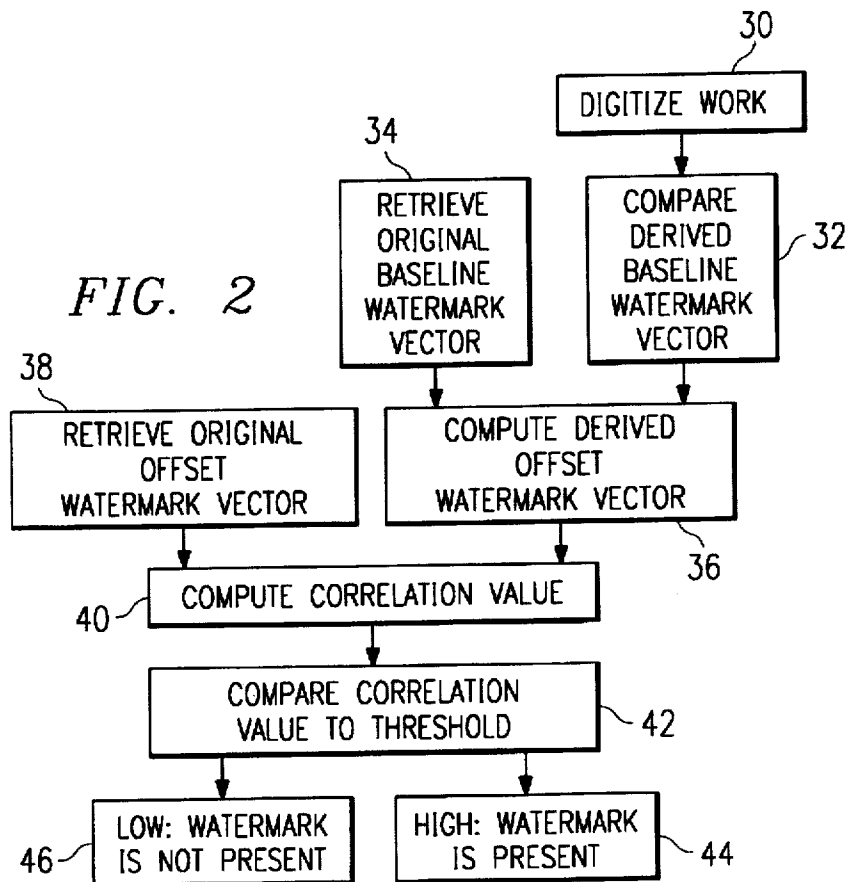 30
DIGITIZE WORK
34
RETRIEVE
ORIGINAL
BASELINE
WATERMARK
VECTOR
COMPARE
DERIVED
BASELINE
WATERMARK
VECTOR
32
FIG. 2
38
RETRIEVE ORIGINAL
OFFSET
WATERMARK VECTOR
COMPUTE DERIVED
OFFSET
WATERMARK VECTOR
36
40
COMPUTE CORRELATION VALUE
COMPARE CORRELATION
VALUE TO THRESHOLD
42
46
LOW: WATERMARK
IS NOT PRESENT
HIGH: WATERMARK
IS PRESENT
44